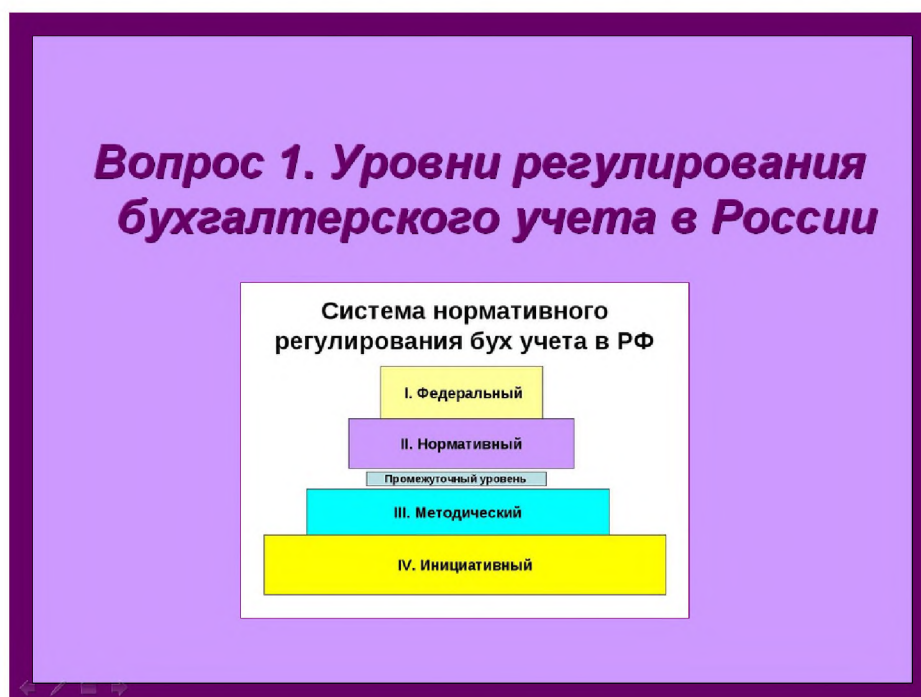 Вопрос 1. Уровни регулирования
бухгалтерского учета в России
Система нормативного
регулирования бух учета в РФ
I. Федеральный
II. Нормативный
Промежуточный уровень
III. Методический
IV. Инициативный